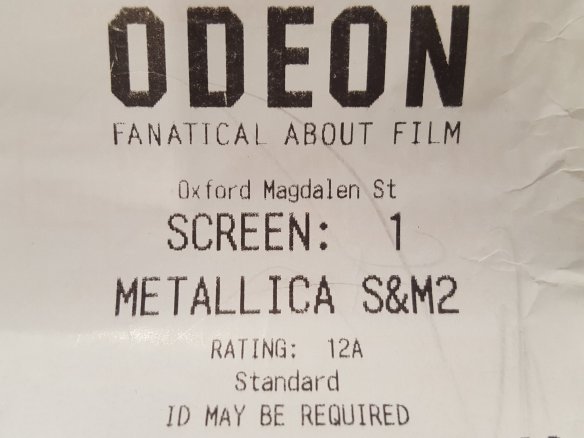 ODEON
FANATICAL ABOUT FILM
Oxford Magdalen St
SCREEN: 1
METALLICA S&M2
RATING: 12A
Standard
ID MAY BE REQUIRED